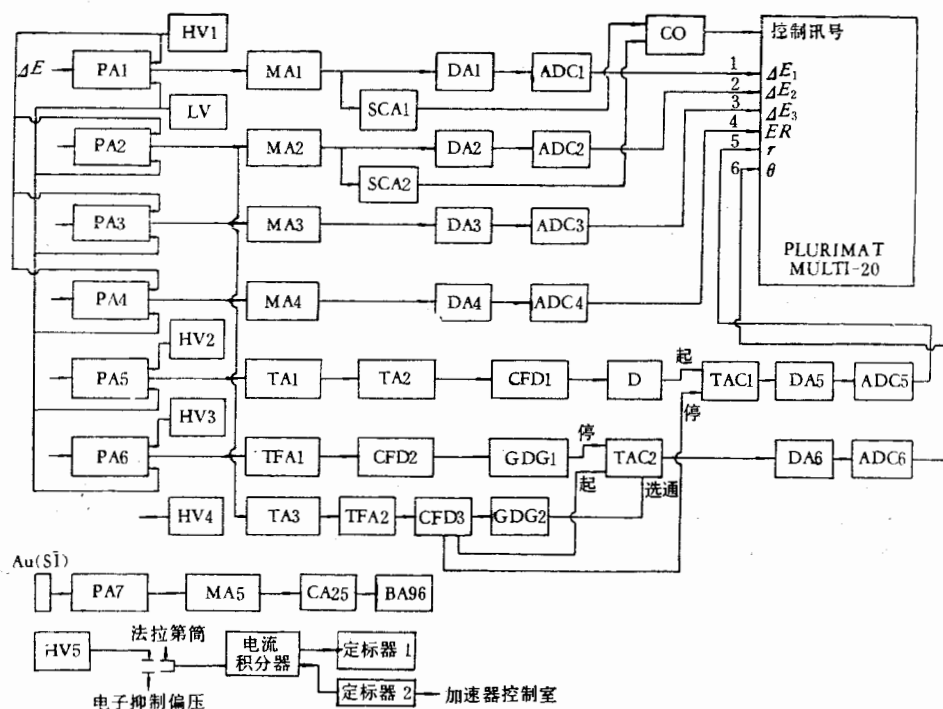 HV1
CO
控制讯号
ΔE
PA1
MA1
DA1
ADC1
1
ΔE₁
SCA1
2
ΔE₂
LV
3
ΔE₃
4
ER
PA2
MA2
DA2
ADC2
5
τ
SCA2
6
θ
PA3
MA3
DA3
ADC3
PLURIMAT
MULTI-20
PA4
MA4
DA4
ADC4
HV2
PA5
TA1
TA2
CFD1
D
起
TAC1
DA5
ADC5
停
HV3
PA6
TFA1
CFD2
GDG1
停
TAC2
DA6
ADC6
起
选通
HV4
TA3
TFA2
CFD3
GDG2
Au(SI)
PA7
MA5
CA25
BA96
HV5
法拉第筒
电流
积分器
定标器 1
电子抑制偏压
定标器 2
加速器控制室